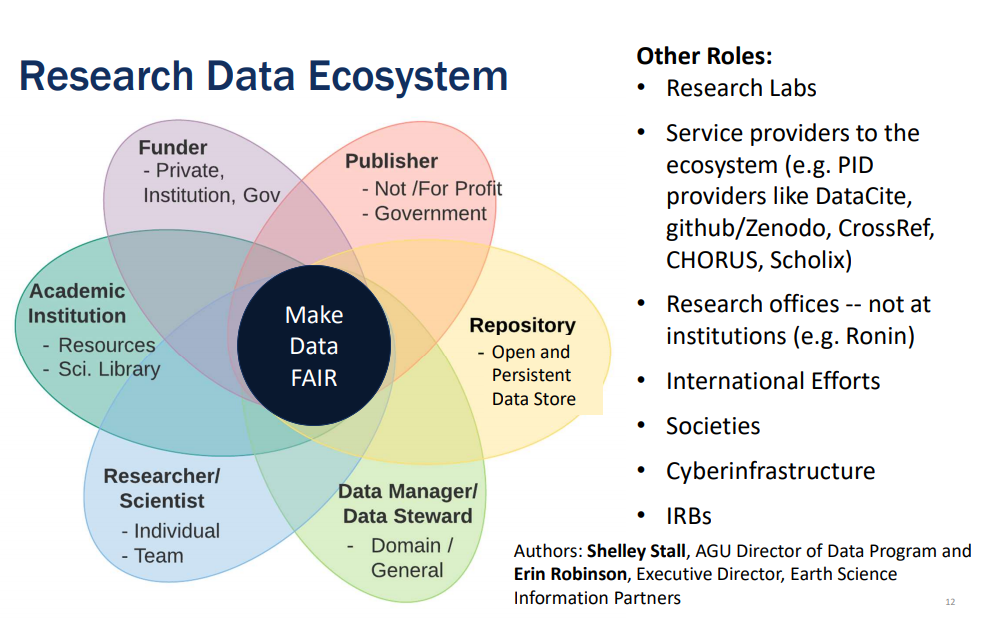 Research Data Ecosystem
Funder
- Private,
Institution, Gov
Publisher
- Not /For Profit
- Government
Academic
Institution
- Resources
- Sci. Library
Make
Data
FAIR
Repository
- Open and
Persistent
Data Store
Researcher/
Scientist
- Individual
- Team
Data Manager/
Data Steward
- Domain /
General
Other Roles:
• Research Labs
• Service providers to the
ecosystem (e.g. PID
providers like DataCite,
github/Zenodo, CrossRef,
CHORUS, Scholix)
• Research offices -- not at
institutions (e.g. Ronin)
• International Efforts
• Societies
• Cyberinfrastructure
• IRBs
Authors: Shelley Stall, AGU Director of Data Program and
Erin Robinson, Executive Director, Earth Science
Information Partners
12